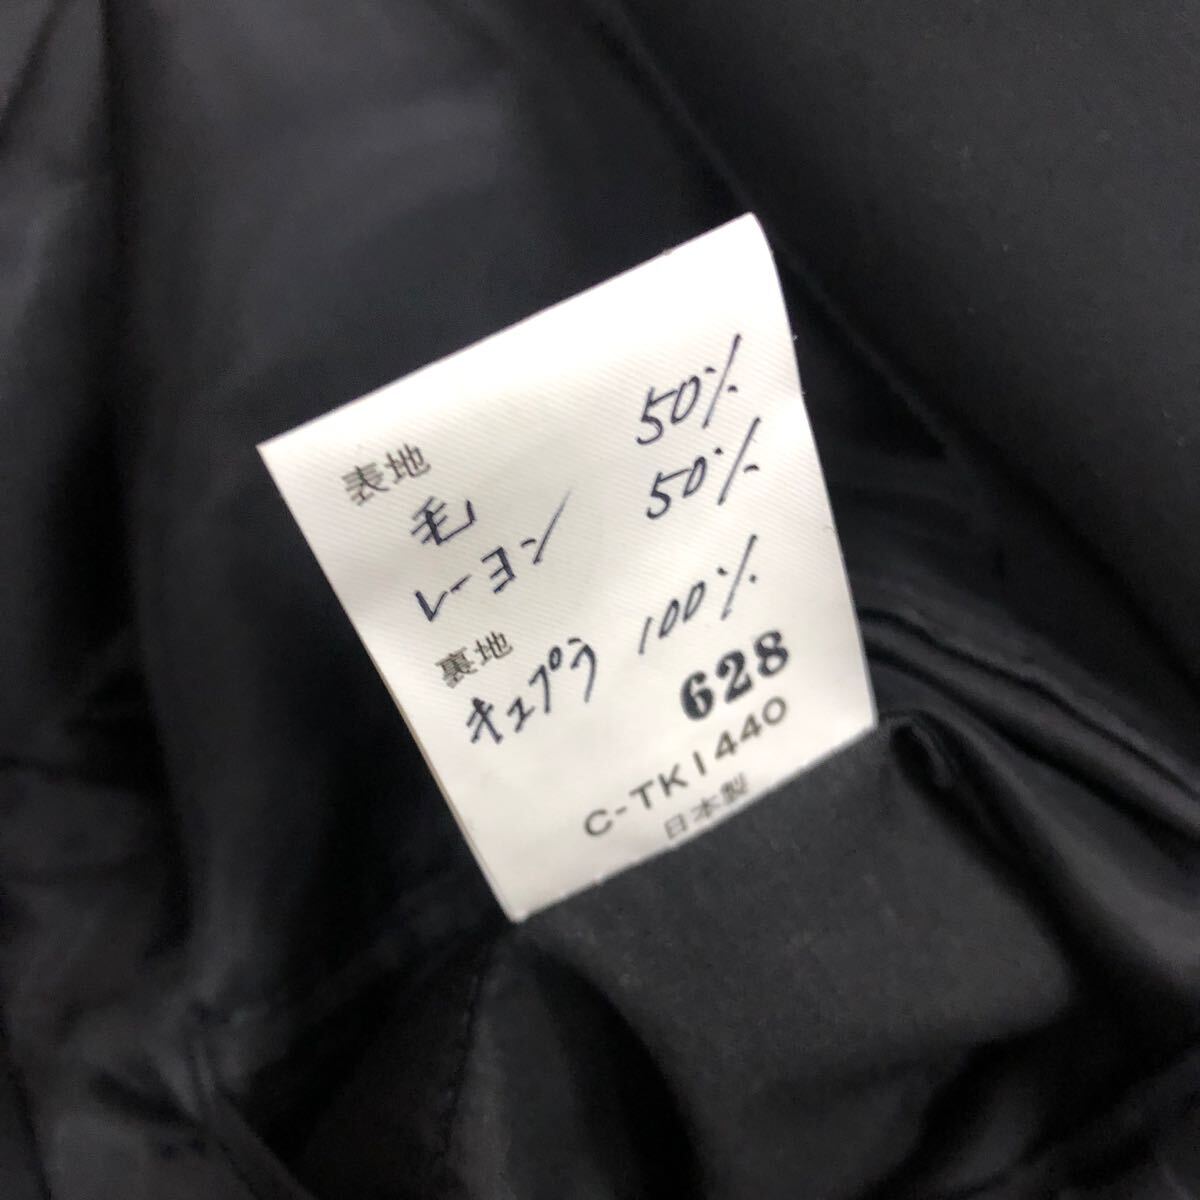 表地
毛 50%
レーヨン 50%
裏地
キュプラ 100%
628
C-TK1440
日本製